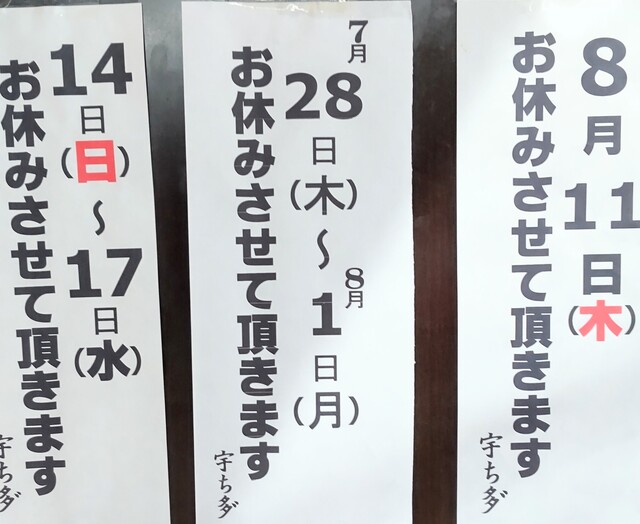 8月11日(木)
お休みさせて頂きます
宇ち多゛
7月28日(木)～8月1日(月)
お休みさせて頂きます
宇ち多゛
14日(日)～17日(水)
お休みさせて頂きます
宇ち多゛